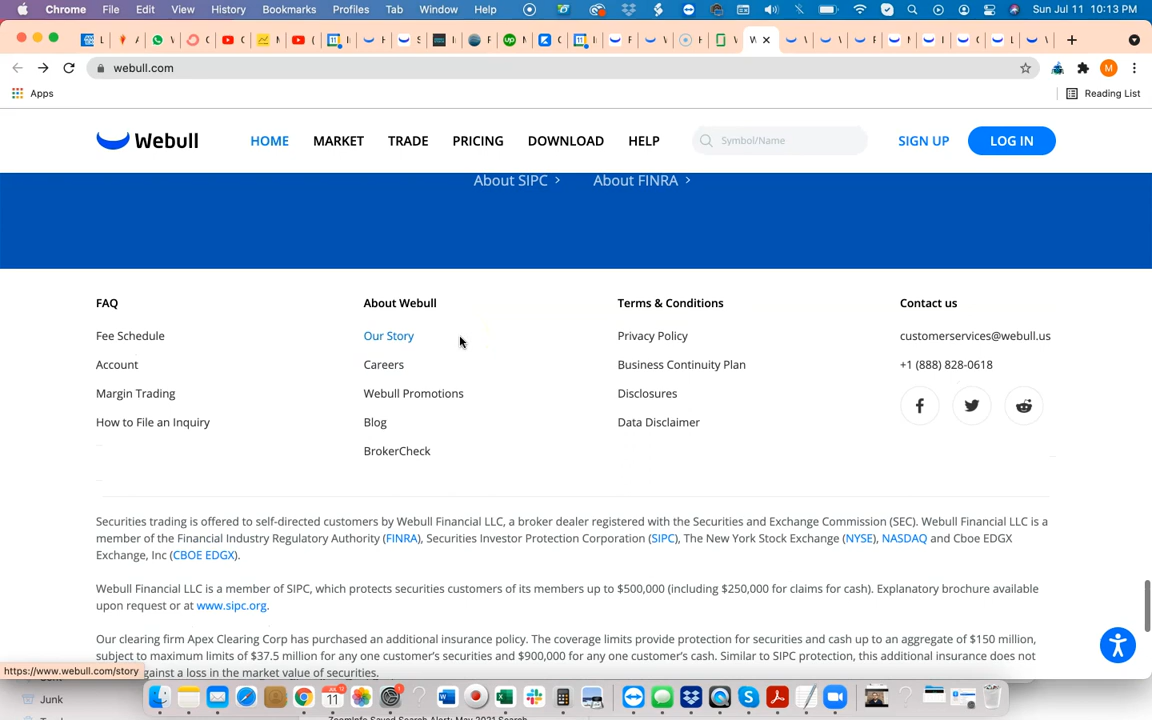 Chrome File Edit View History Bookmarks Profiles Tab Window Help Sun Jul 11 10:13 PM
webull.com
Apps
Reading List
Webull HOME MARKET TRADE PRICING DOWNLOAD HELP Symbol/Name SIGN UP LOG IN
About SIPC > About FINRA >
FAQ
Fee Schedule
Account
Margin Trading
How to File an Inquiry
About Webull
Our Story
Careers
Webull Promotions
Blog
BrokerCheck
Terms & Conditions
Privacy Policy
Business Continuity Plan
Disclosures
Data Disclaimer
Contact us
customerservices@webull.us
+1 (888) 828-0618
Securities trading is offered to self-directed customers by Webull Financial LLC, a broker dealer registered with the Securities and Exchange Commission (SEC). Webull Financial LLC is a
member of the Financial Industry Regulatory Authority (FINRA), Securities Investor Protection Corporation (SIPC), The New York Stock Exchange (NYSE), NASDAQ and Cboe EDGX
Exchange, Inc (CBOE EDGX).
Webull Financial LLC is a member of SIPC, which protects securities customers of its members up to $500,000 (including $250,000 for claims for cash). Explanatory brochure available
upon request or at www.sipc.org.
Our clearing firm Apex Clearing Corp has purchased an additional insurance policy. The coverage limits provide protection for securities and cash up to an aggregate of $150 million,
subject to maximum limits of $37.5 million for any one customer's securities and $900,000 for any one customer's cash. Similar to SIPC protection, this additional insurance does not
https://www.webull.com/story against a loss in the market value of securities.
Junk
ZoomInfo Saved Search Alert: May 2021 Search